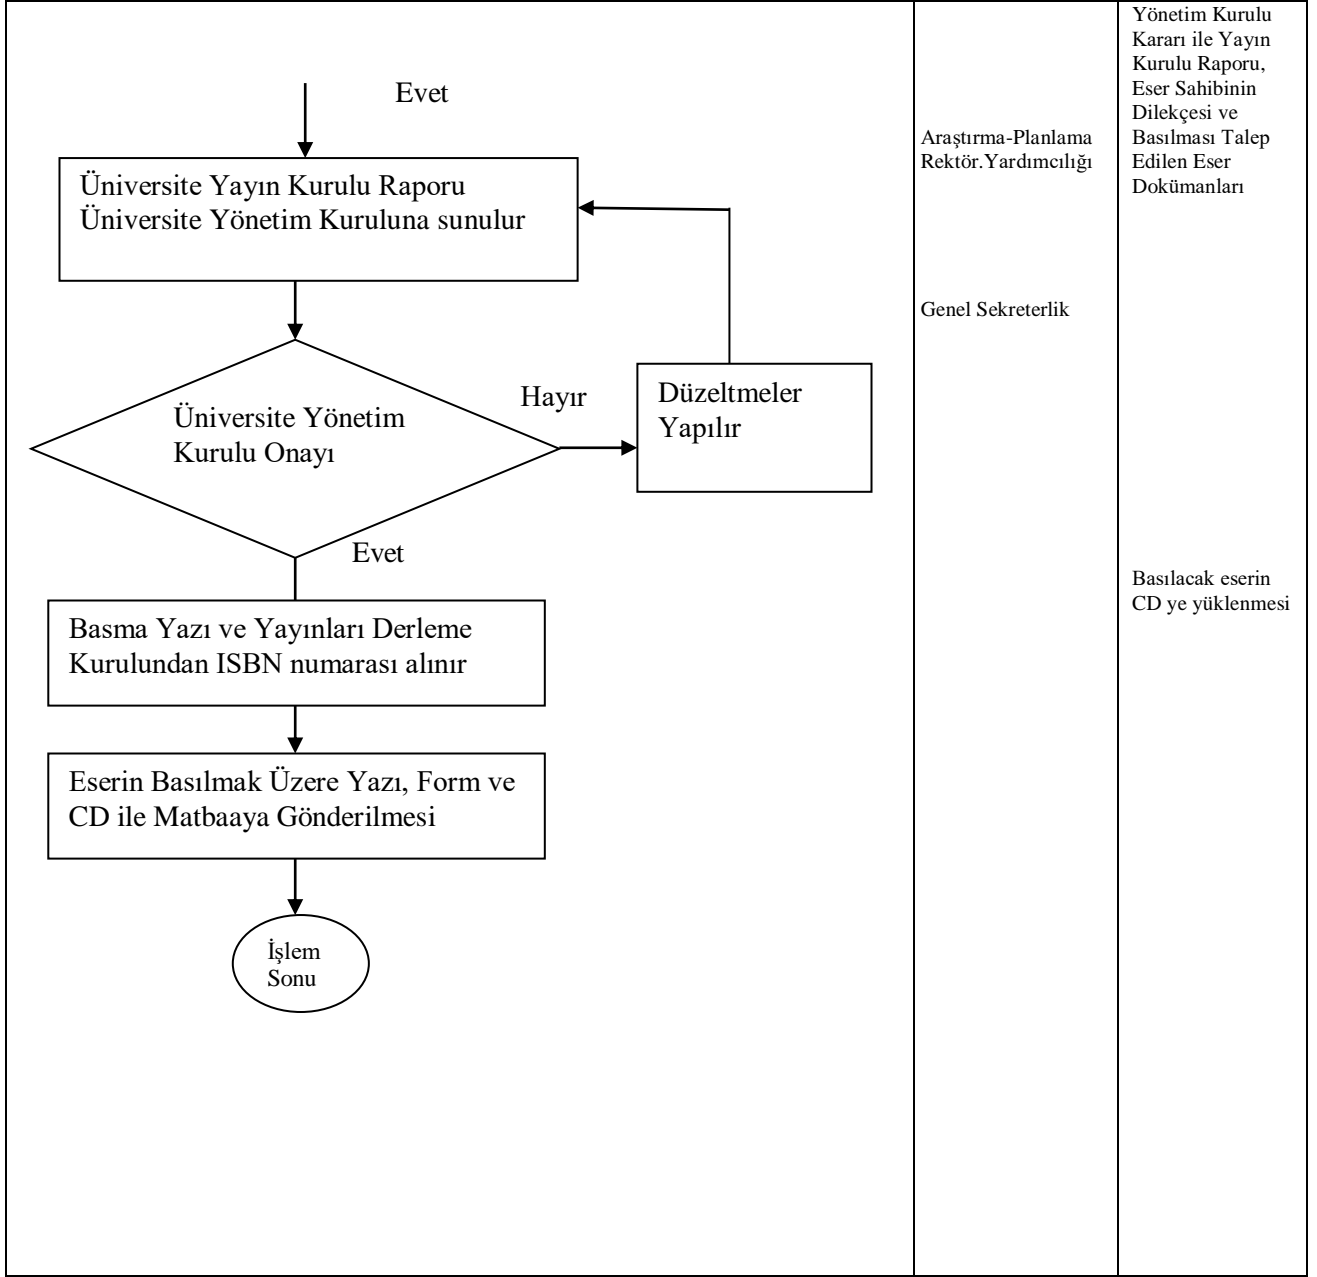 Evet
Üniversite Yayın Kurulu Raporu
Üniversite Yönetim Kuruluna sunulur
Üniversite Yönetim
Kurulu Onayı
Hayır
Düzeltmeler
Yapılır
Evet
Basma Yazı ve Yayınları Derleme
Kurulundan ISBN numarası alınır
Eserin Basılmak Üzere Yazı, Form ve
CD ile Matbaaya Gönderilmesi
İşlem
Sonu
Araştırma-Planlama
Rektör.Yardımcılığı
Genel Sekreterlik
Yönetim Kurulu
Kararı ile Yayın
Kurulu Raporu,
Eser Sahibinin
Dilekçesi ve
Basılması Talep
Edilen Eser
Dokümanları
Basılacak eserin
CD ye yüklenmesi